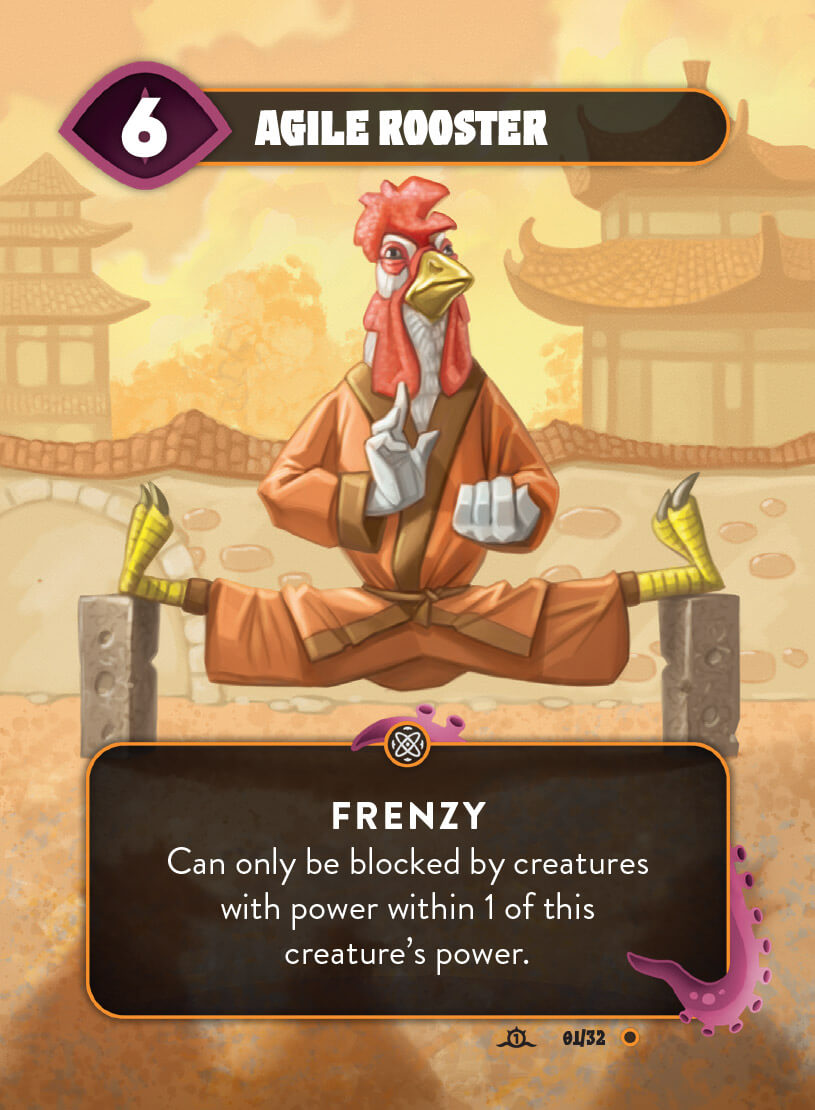 6
AGILE ROOSTER
FRENZY
Can only be blocked by creatures
with power within 1 of this
creature's power.
1
01/32